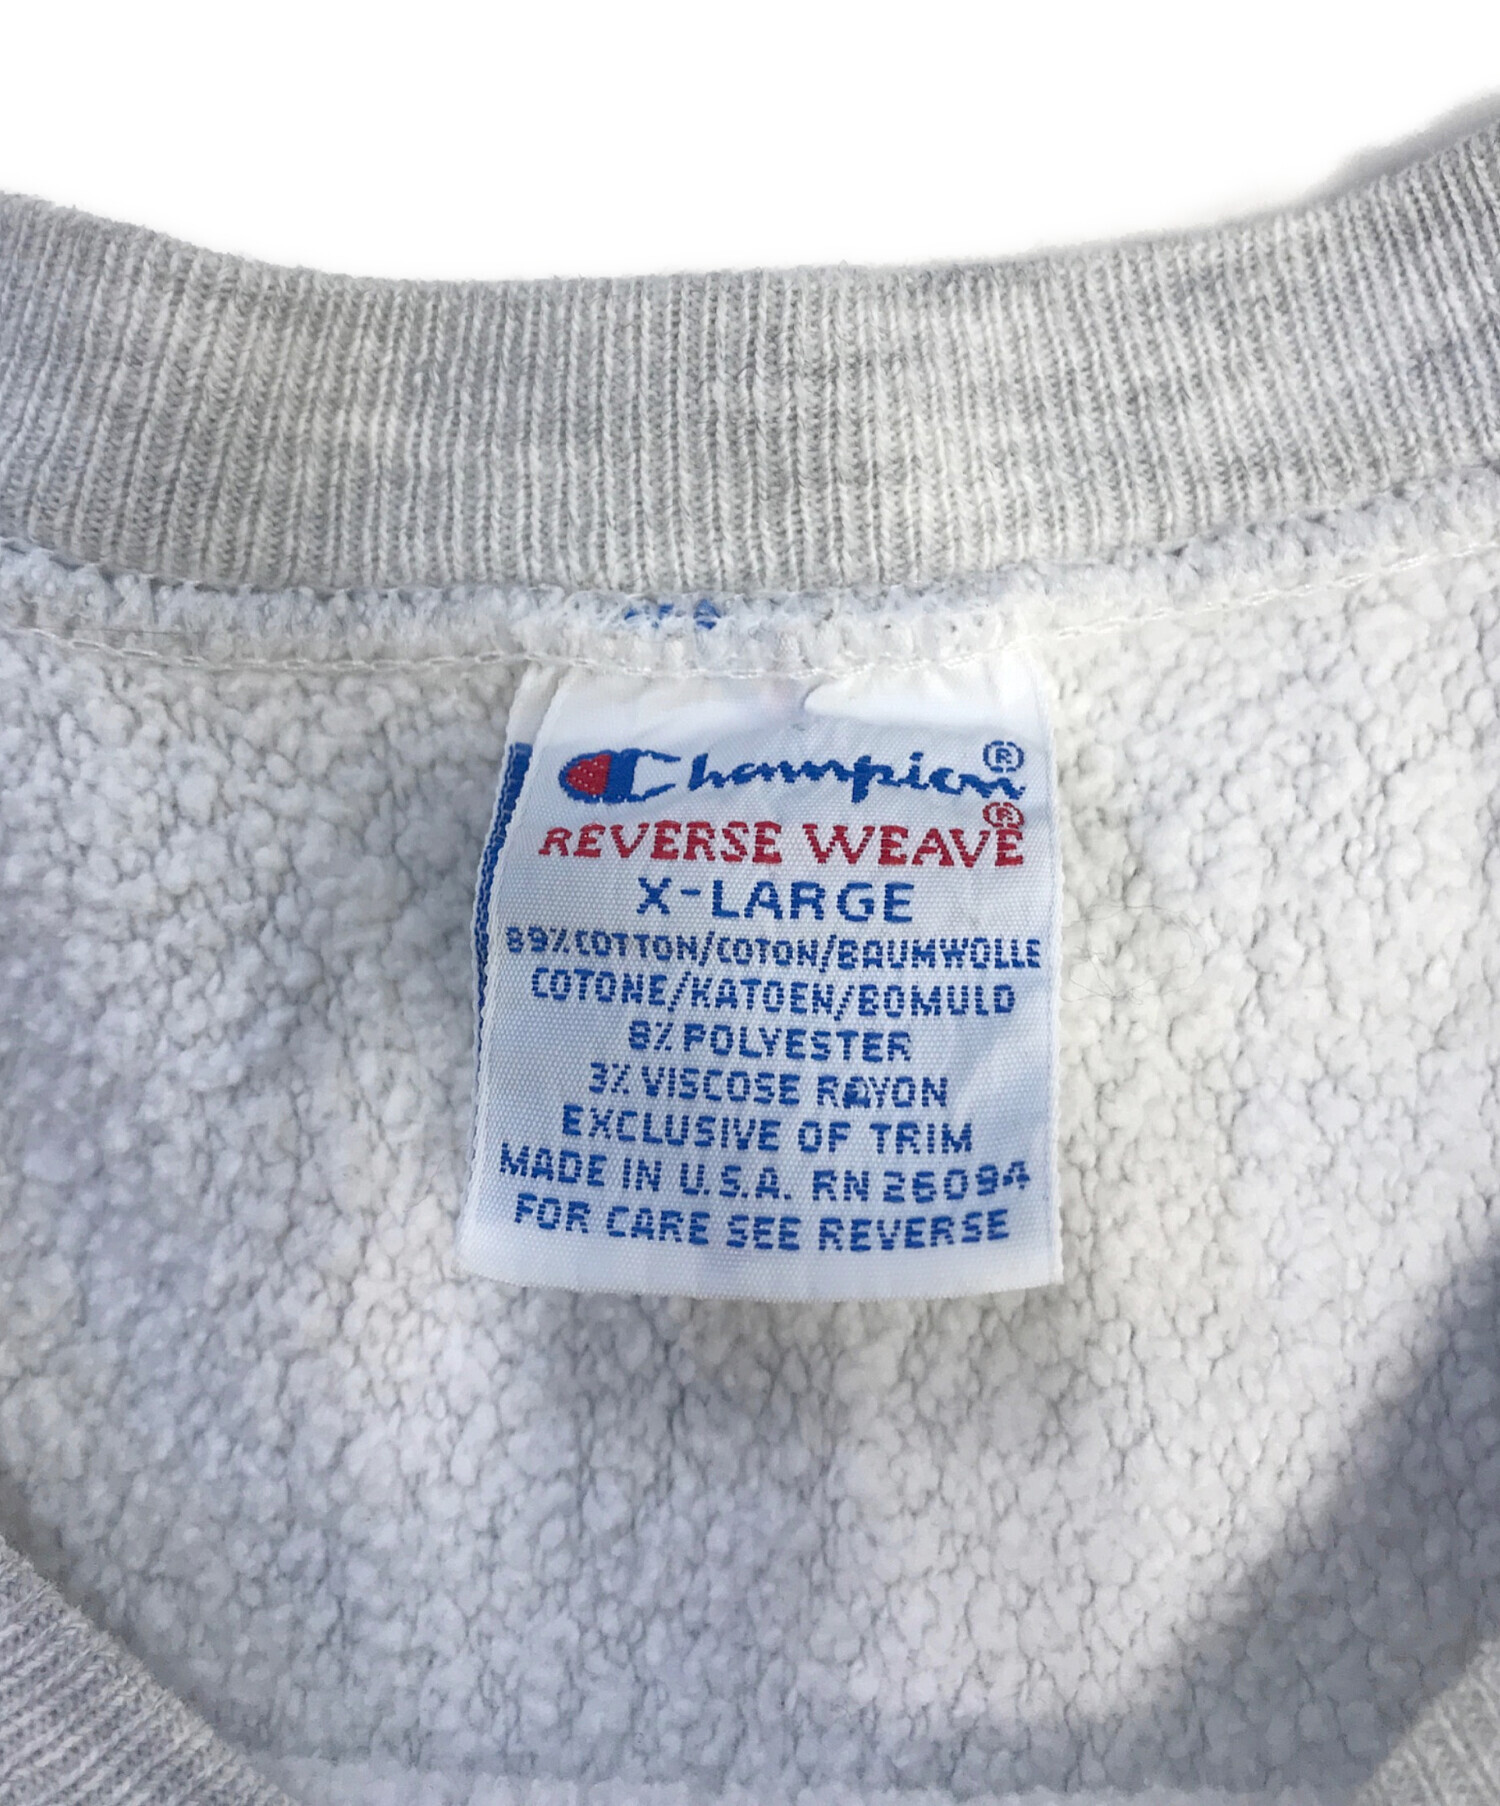 Champion®
REVERSE WEAVE®
X-LARGE
89% COTTON/COTON/BAUMWOLLE
COTONE/KATOEN/BOMULD
8% POLYESTER
3% VISCOSE RAYON
EXCLUSIVE OF TRIM
MADE IN U.S.A. RN 26094
FOR CARE SEE REVERSE